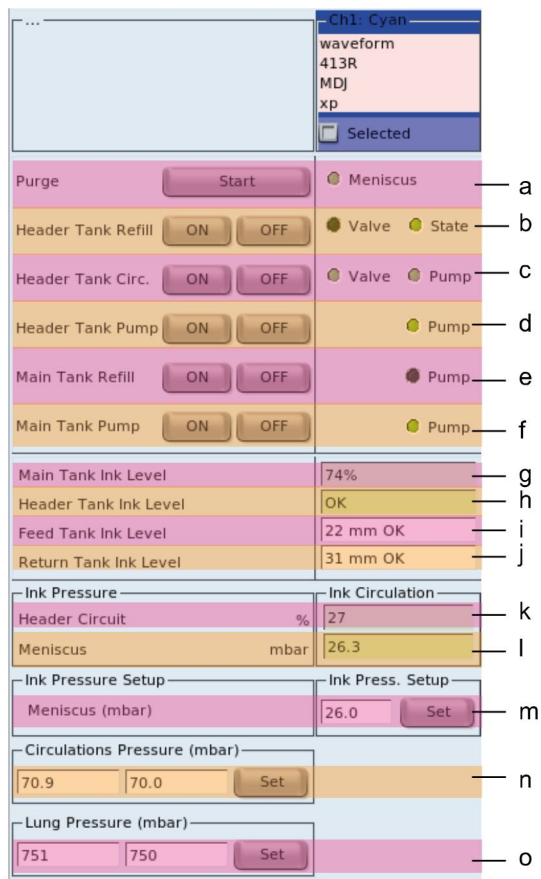 ...
Ch1: Cyan
waveform
413R
MDJ
xp
Selected
Purge Start Meniscus a
Header Tank Refill ON OFF Valve State b
Header Tank Circ. ON OFF Valve Pump c
Header Tank Pump ON OFF Pump d
Main Tank Refill ON OFF Pump e
Main Tank Pump ON OFF Pump f
Main Tank Ink Level 74% g
Header Tank Ink Level OK h
Feed Tank Ink Level 22 mm OK i
Return Tank Ink Level 31 mm OK j
Ink Pressure Ink Circulation
Header Circuit % 27 k
Meniscus mbar 26.3 l
Ink Pressure Setup Ink Press. Setup
Meniscus (mbar) 26.0 Set m
Circulations Pressure (mbar)
70.9 70.0 Set n
Lung Pressure (mbar)
751 750 Set o